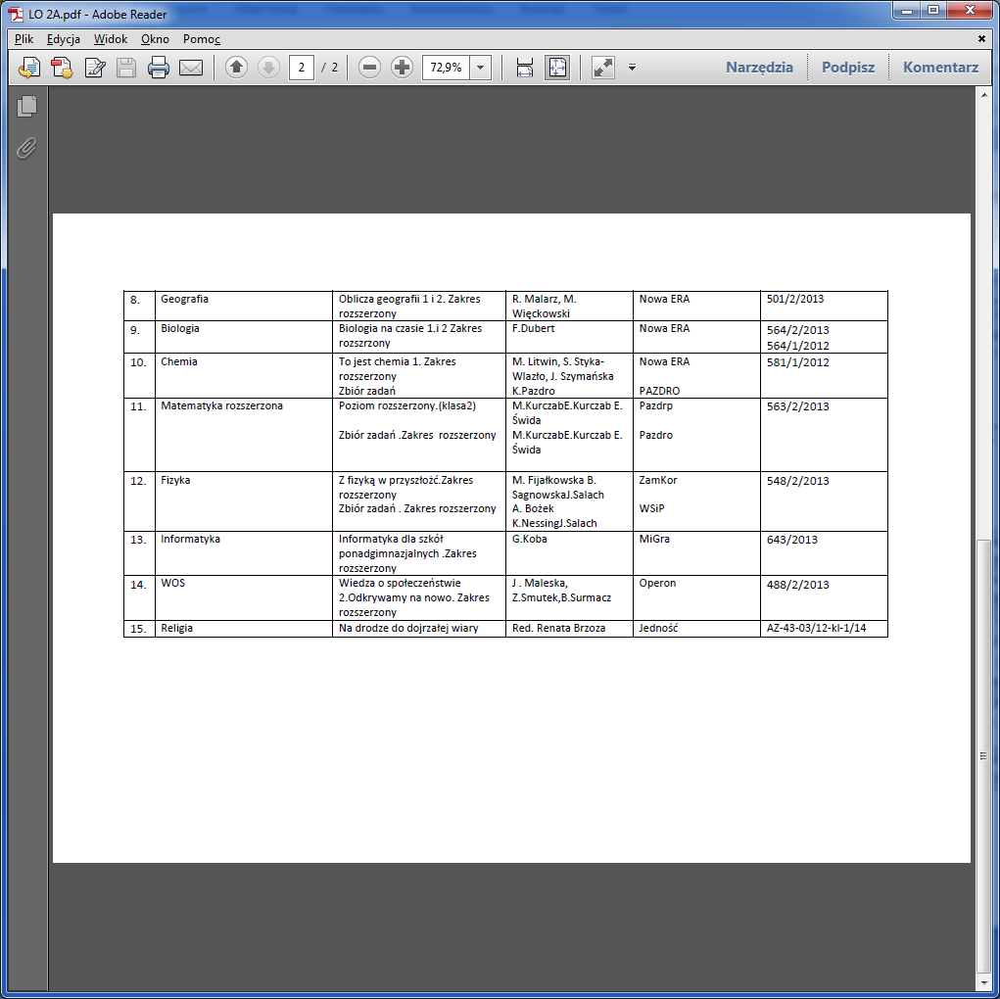 LO 2A.pdf - Adobe Reader
Plik Edycja Widok Okno Pomoc
2 / 2 72,9% Narzędzia Podpisz Komentarz
8. Geografia Oblicza geografii 1 i 2. Zakres R. Malarz, M. Nowa ERA 501/2/2013
rozszerzony Więckowski
9. Biologia Biologia na czasie 1.i 2 Zakres F.Dubert Nowa ERA 564/2/2013
rozszrzony 564/1/2012
10. Chemia To jest chemia 1. Zakres M. Litwin, S. Styka- Nowa ERA 581/1/2012
rozszerzony Wlazło, J. Szymańska
Zbiór zadań K.Pazdro PAZDRO
11. Matematyka rozszerzona Poziom rozszerzony.(klasa2) M.KurczabE.Kurczab E. Pazdrp 563/2/2013
Świda
Zbiór zadań .Zakres rozszerzony M.KurczabE.Kurczab E. Pazdro
Świda
12. Fizyka Z fizyką w przyszłożć.Zakres M. Fijałkowska B. ZamKor 548/2/2013
rozszerzony SagnowskaJ.Salach
Zbiór zadań . Zakres rozszerzony A. Bożek WSiP
K.NessingJ.Salach
13. Informatyka Informatyka dla szkół G.Koba MiGra 643/2013
ponadgimnazjalnych .Zakres
rozszerzony
14. WOS Wiedza o społeczeństwie J . Maleska, Operon 488/2/2013
2.Odkrywamy na nowo. Zakres Z.Smutek,B.Surmacz
rozszerzony
15. Religia Na drodze do dojrzałej wiary Red. Renata Brzoza Jedność AZ-43-03/12-kl-1/14